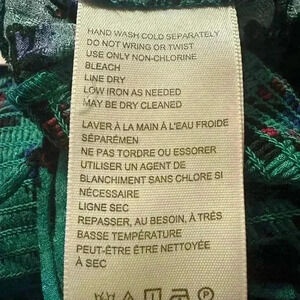 HAND WASH COLD SEPARATELY
DO NOT WRING OR TWIST
USE ONLY NON-CHLORINE
BLEACH
LINE DRY
LOW IRON AS NEEDED
MAY BE DRY CLEANED
LAVER À LA MAIN À L'EAU FROIDE
SÉPARÉMEN
NE PAS TORDRE OU ESSORER
UTILISER UN AGENT DE
BLANCHIMENT SANS CHLORE SI
NÉCESSAIRE
LIGNE SEC
REPASSER, AU BESOIN, À TRÈS
BASSE TEMPÉRATURE
PEUT-ÊTRE ÊTRE NETTOYÉE
À SEC